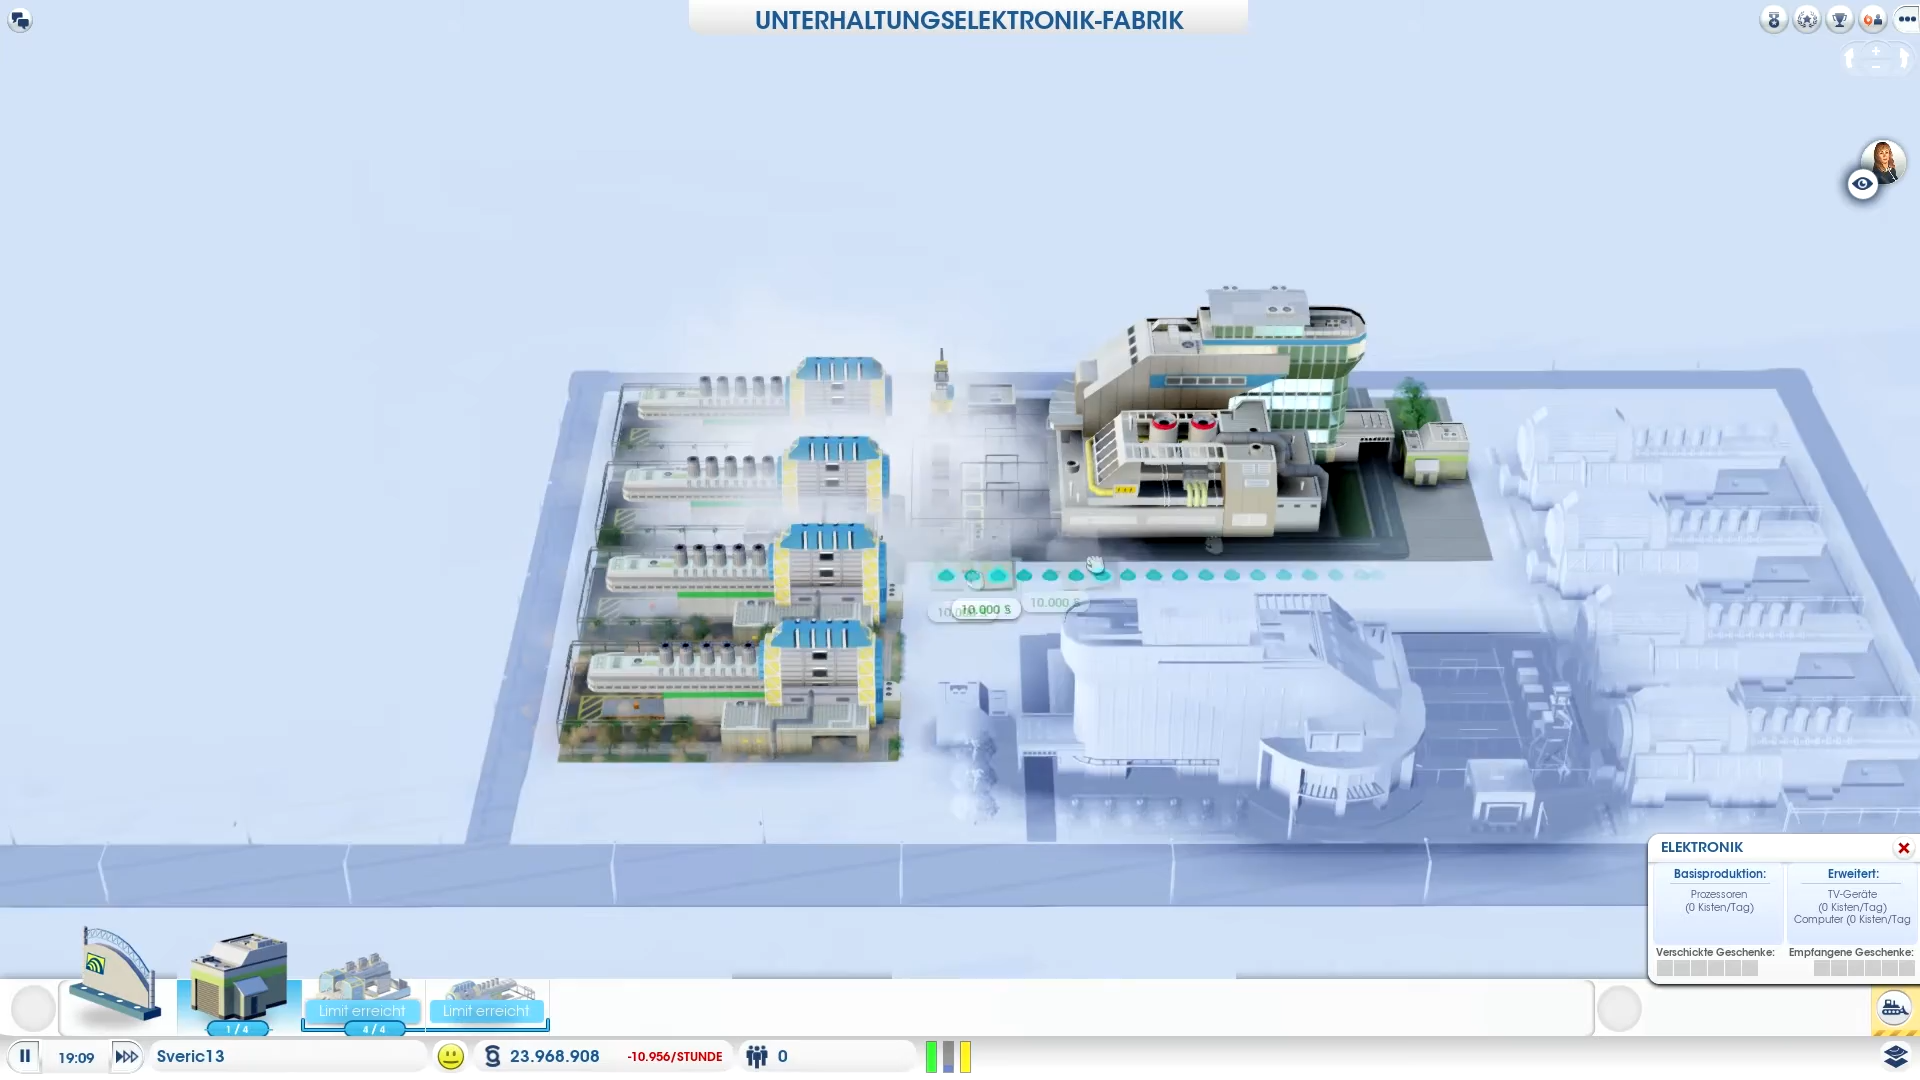 UNTERHALTUNGSELEKTRONIK-FABRIK
10.000 $
10.000 $
ELEKTRONIK
Basisproduktion:
Prozessoren
(0 Kisten/Tag)
Erweitert:
TV-Geräte
(0 Kisten/Tag)
Computer (0 Kisten/Tag
Verschickte Geschenke:
Empfangene Geschenke:
1 / 4
Limit erreicht
4 / 4
Limit erreicht
19:09
Sveric13
23.968.908
-10.956/STUNDE
0